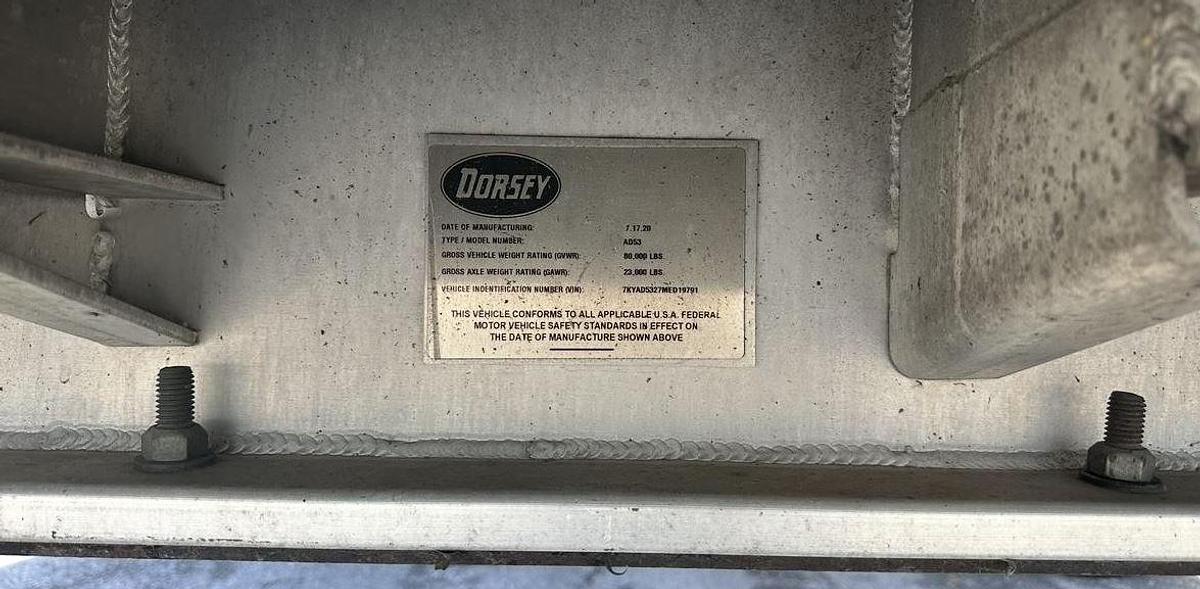 DORSEY
DATE OF MANUFACTURING: 7.17.20
TYPE / MODEL NUMBER: AD53
GROSS VEHICLE WEIGHT RATING (GVWR): 80,000 LBS
GROSS AXLE WEIGHT RATING (GAWR): 23,000 LBS
VEHICLE INDENTIFICATION NUMBER (VIN): 7KYAD5327MED19791
THIS VEHICLE CONFORMS TO ALL APPLICABLE U.S.A. FEDERAL
MOTOR VEHICLE SAFETY STANDARDS IN EFFECT ON
THE DATE OF MANUFACTURE SHOWN ABOVE